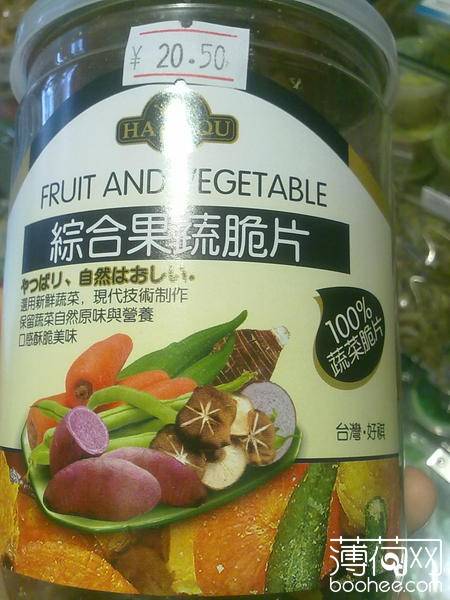 ¥ 20.50
FRUIT AND VEGETABLE
綜合果蔬脆片
やつぱり、自然はおしい.
選用新鮮蔬菜，現代技術制作
保留蔬菜自然原味與營養
口感酥脆美味
100%
蔬菜脆片
台灣·好祺
薄荷网
boohee.com